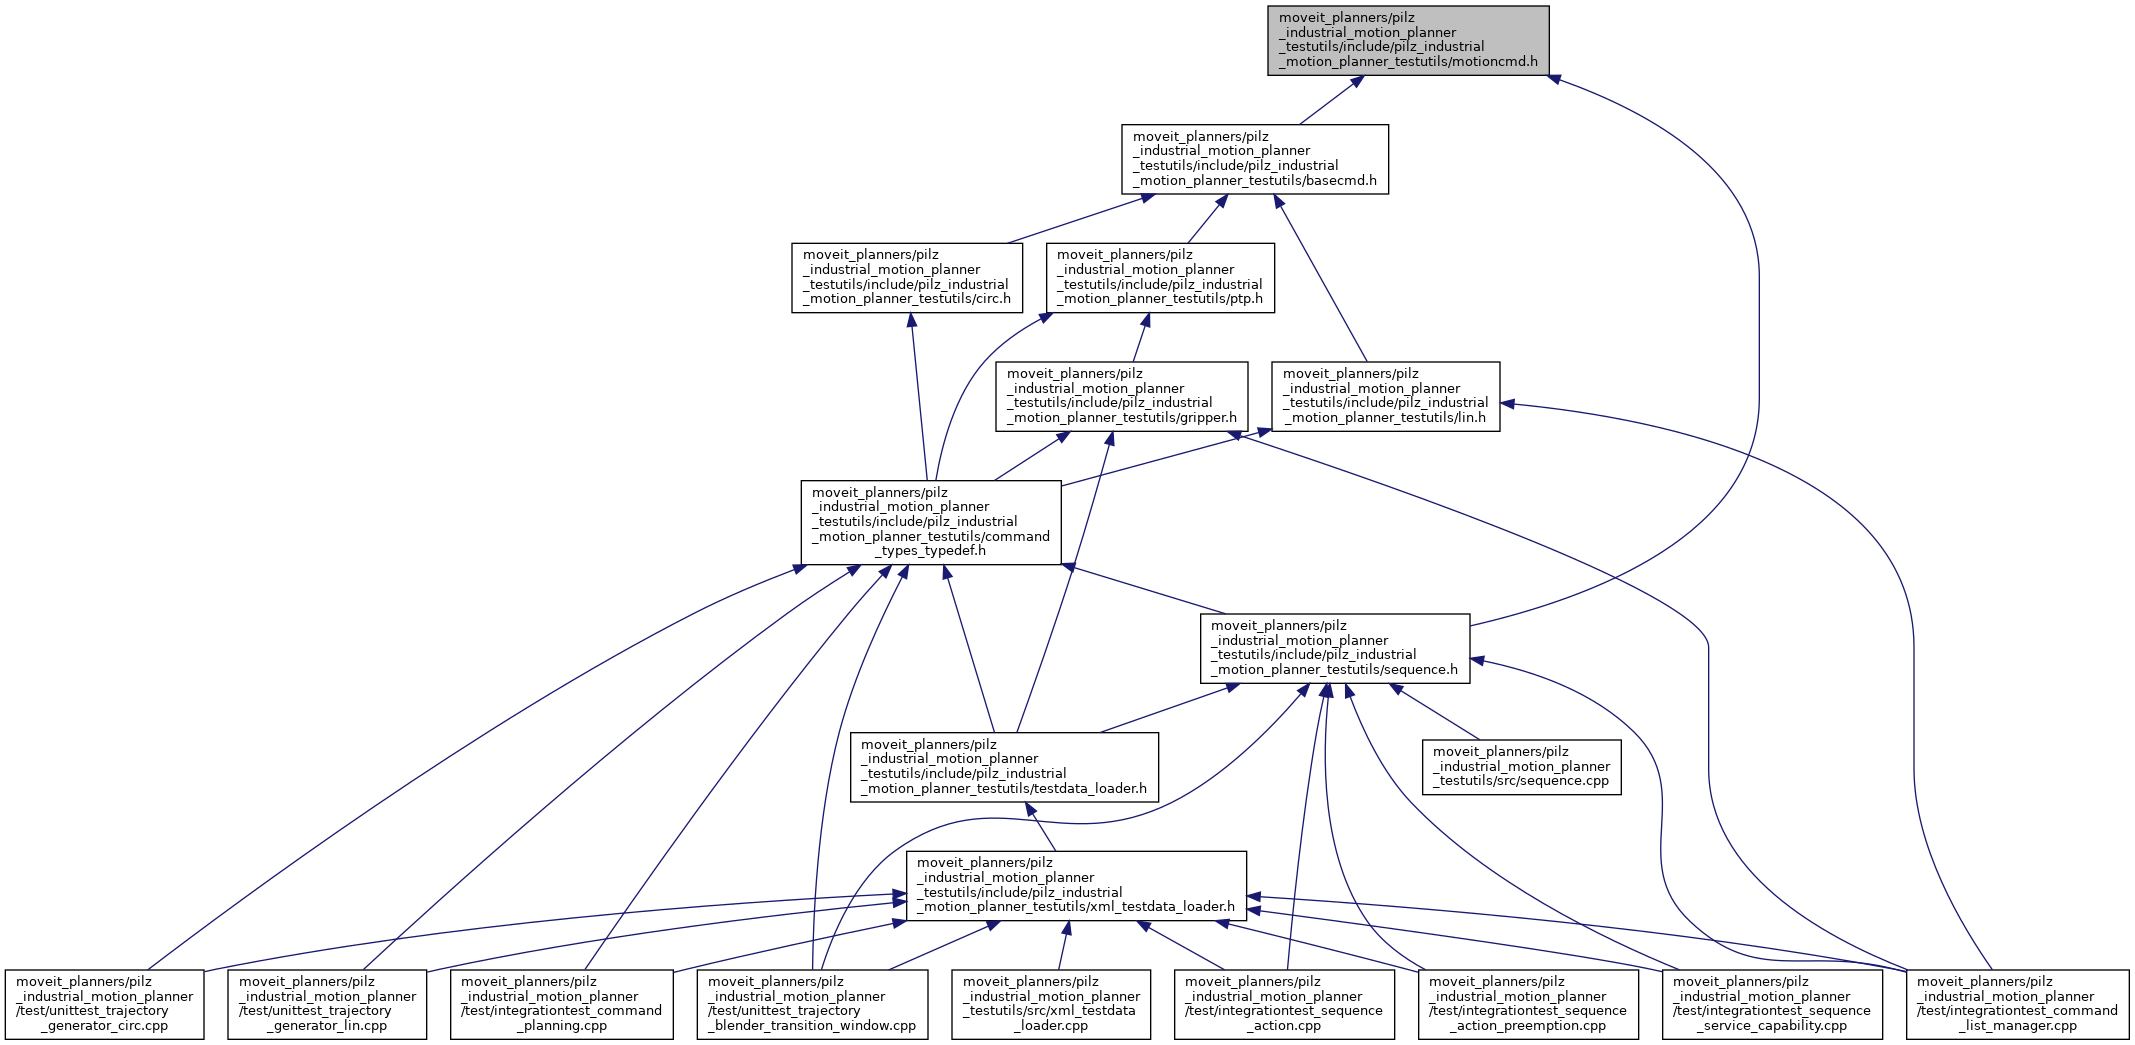 moveit_planners/pilz
_industrial_motion_planner
_testutils/include/pilz_industrial
_motion_planner_testutils/motioncmd.h
moveit_planners/pilz
_industrial_motion_planner
_testutils/include/pilz_industrial
_motion_planner_testutils/basecmd.h
moveit_planners/pilz
_industrial_motion_planner
_testutils/include/pilz_industrial
_motion_planner_testutils/circ.h
moveit_planners/pilz
_industrial_motion_planner
_testutils/include/pilz_industrial
_motion_planner_testutils/ptp.h
moveit_planners/pilz
_industrial_motion_planner
_testutils/include/pilz_industrial
_motion_planner_testutils/gripper.h
moveit_planners/pilz
_industrial_motion_planner
_testutils/include/pilz_industrial
_motion_planner_testutils/lin.h
moveit_planners/pilz
_industrial_motion_planner
_testutils/include/pilz_industrial
_motion_planner_testutils/command
_types_typedef.h
moveit_planners/pilz
_industrial_motion_planner
_testutils/include/pilz_industrial
_motion_planner_testutils/sequence.h
moveit_planners/pilz
_industrial_motion_planner
_testutils/include/pilz_industrial
_motion_planner_testutils/testdata_loader.h
moveit_planners/pilz
_industrial_motion_planner
_testutils/src/sequence.cpp
moveit_planners/pilz
_industrial_motion_planner
_testutils/include/pilz_industrial
_motion_planner_testutils/xml_testdata_loader.h
moveit_planners/pilz
_industrial_motion_planner
/test/unittest_trajectory
_generator_circ.cpp
moveit_planners/pilz
_industrial_motion_planner
/test/unittest_trajectory
_generator_lin.cpp
moveit_planners/pilz
_industrial_motion_planner
/test/integrationtest_command
_planning.cpp
moveit_planners/pilz
_industrial_motion_planner
/test/unittest_trajectory
_blender_transition_window.cpp
moveit_planners/pilz
_industrial_motion_planner
_testutils/src/xml_testdata
_loader.cpp
moveit_planners/pilz
_industrial_motion_planner
/test/integrationtest_sequence
_action.cpp
moveit_planners/pilz
_industrial_motion_planner
/test/integrationtest_sequence
_action_preemption.cpp
moveit_planners/pilz
_industrial_motion_planner
/test/integrationtest_sequence
_service_capability.cpp
moveit_planners/pilz
_industrial_motion_planner
/test/integrationtest_command
_list_manager.cpp